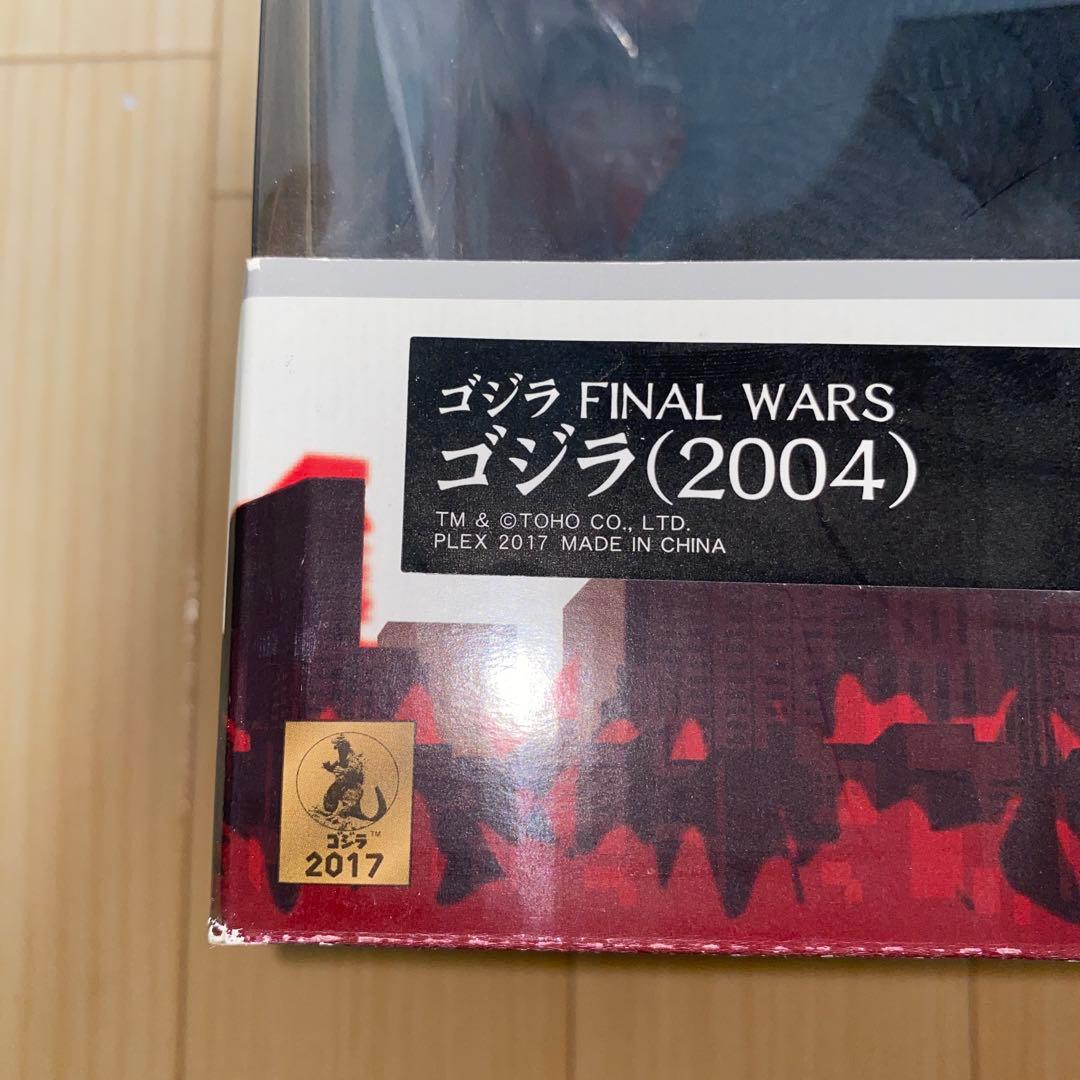 ゴジラ FINAL WARS
ゴジラ(2004)
TM & ©TOHO CO., LTD.
PLEX 2017 MADE IN CHINA
ゴジラ™
2017